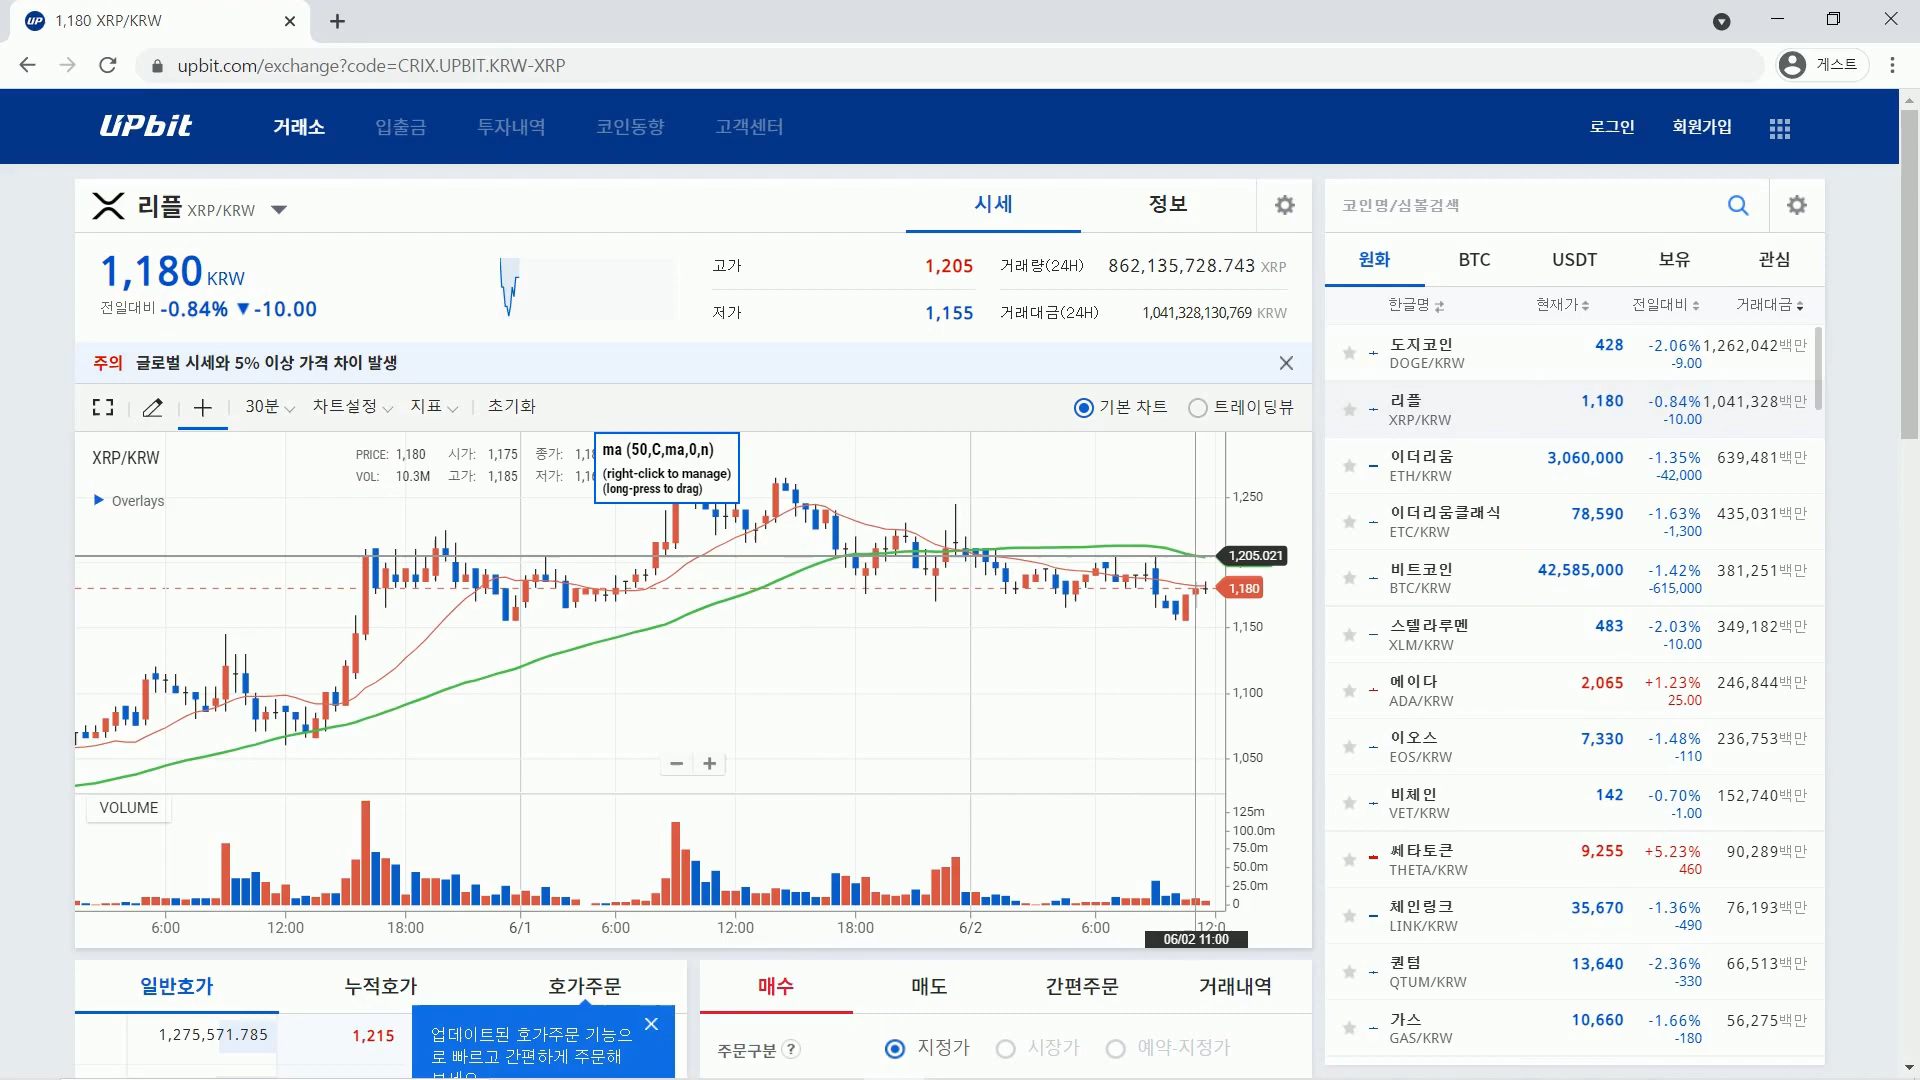 1,180 XRP/KRW
upbit.com/exchange?code=CRIX.UPBIT.KRW-XRP
게스트
UPbit 거래소 입출금 투자내역 코인동향 고객센터 로그인 회원가입
리플 XRP/KRW 시세 정보
1,180 KRW
전일대비 -0.84% ▼-10.00
고가 1,205 거래량(24H) 862,135,728.743 XRP
저가 1,155 거래대금(24H) 1,041,328,130,769 KRW
주의 글로벌 시세와 5% 이상 가격 차이 발생
30분 차트설정 지표 초기화 기본 차트 트레이딩뷰
XRP/KRW
PRICE: 1,180 시가: 1,175 종가:
VOL: 10.3M 고가: 1,185 저가:
Overlays
ma (50,C,ma,0,n)
(right-click to manage)
(long-press to drag)
1,250
1,205.021
1,180
1,150
1,100
1,050
VOLUME
125m
100.0m
75.0m
50.0m
25.0m
0
6:00 12:00 18:00 6/1 6:00 12:00 18:00 6/2 6:00 12:0
06/02 11:00
일반호가 누적호가 호가주문
1,275,571.785 1,215
업데이트된 호가주문 기능으
로 빠르고 간편하게 주문해
매수 매도 간편주문 거래내역
주문구분 ? 지정가 시장가 예약-지정가
코인명/심볼검색
원화 BTC USDT 보유 관심
한글명 현재가 전일대비 거래대금
도지코인 428 -2.06% 1,262,042백만
DOGE/KRW -9.00
리플 1,180 -0.84% 1,041,328백만
XRP/KRW -10.00
이더리움 3,060,000 -1.35% 639,481백만
ETH/KRW -42,000
이더리움클래식 78,590 -1.63% 435,031백만
ETC/KRW -1,300
비트코인 42,585,000 -1.42% 381,251백만
BTC/KRW -615,000
스텔라루멘 483 -2.03% 349,182백만
XLM/KRW -10.00
에이다 2,065 +1.23% 246,844백만
ADA/KRW 25.00
이오스 7,330 -1.48% 236,753백만
EOS/KRW -110
비체인 142 -0.70% 152,740백만
VET/KRW -1.00
쎄타토큰 9,255 +5.23% 90,289백만
THETA/KRW 460
체인링크 35,670 -1.36% 76,193백만
LINK/KRW -490
퀀텀 13,640 -2.36% 66,513백만
QTUM/KRW -330
가스 10,660 -1.66% 56,275백만
GAS/KRW -180